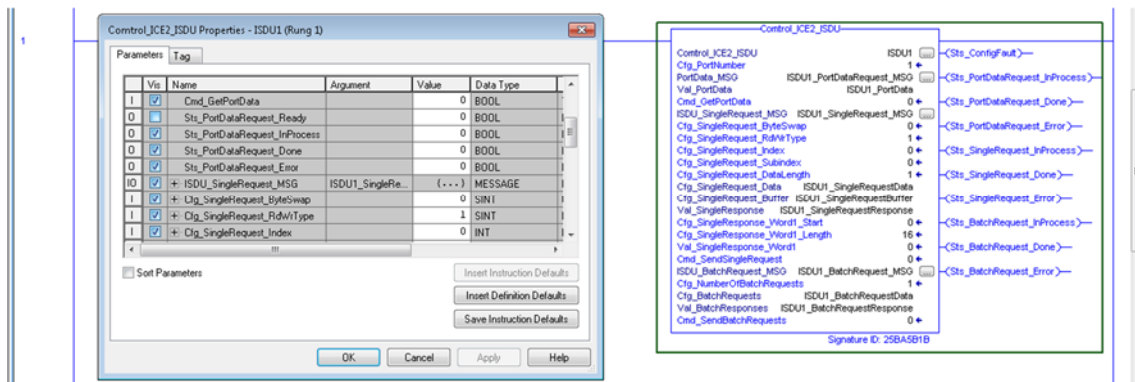 1
Comtrol_ICE2_ISDU Properties - ISDU1 (Rung 1)
Parameters Tag
Vis Name Argument Value Data Type
I Cmd_GetPortData 0 BOOL
O Sts_PortDataRequest_Ready 0 BOOL
O Sts_PortDataRequest_InProcess 0 BOOL
O Sts_PortDataRequest_Done 0 BOOL
O Sts_PortDataRequest_Error 0 BOOL
IO + ISDU_SingleRequest_MSG ISDU1_SingleRe... (...) MESSAGE
I + Cfg_SingleRequest_ByteSwap 0 SINT
I + Cfg_SingleRequest_RdWrType 1 SINT
I + Cfg_SingleRequest_Index 0 INT
Sort Parameters
Insert Instruction Defaults
Insert Definition Defaults
Save Instruction Defaults
OK Cancel Apply Help
Comtrol_ICE2_ISDU
Comtrol_ICE2_ISDU ISDU1 ... (Sts_ConfigFault)
Cfg_PortNumber 1
PortData_MSG ISDU1_PortDataRequest_MSG ... (Sts_PortDataRequest_InProcess)
Val_PortData ISDU1_PortData
Cmd_GetPortData 0 (Sts_PortDataRequest_Done)
ISDU_SingleRequest_MSG ISDU1_SingleRequest_MSG ...
Cfg_SingleRequest_ByteSwap 0 (Sts_PortDataRequest_Error)
Cfg_SingleRequest_RdWrType 1
Cfg_SingleRequest_Index 0 (Sts_SingleRequest_InProcess)
Cfg_SingleRequest_Subindex 0
Cfg_SingleRequest_DataLength 1 (Sts_SingleRequest_Done)
Cfg_SingleRequest_Data ISDU1_SingleRequestData
Cfg_SingleRequest_Buffer ISDU1_SingleRequestBuffer (Sts_SingleRequest_Error)
Val_SingleResponse ISDU1_SingleRequestResponse
Cfg_SingleResponse_Word1_Start 0 (Sts_BatchRequest_InProcess)
Cfg_SingleResponse_Word1_Length 16
Val_SingleResponse_Word1 0 (Sts_BatchRequest_Done)
Cmd_SendSingleRequest 0
ISDU_BatchRequest_MSG ISDU1_BatchRequest_MSG ... (Sts_BatchRequest_Error)
Cfg_NumberOfBatchRequests 1
Cfg_BatchRequests ISDU1_BatchRequestData
Val_BatchResponses ISDU1_BatchRequestResponse
Cmd_SendBatchRequests 0
Signature ID: 25BA5B1B